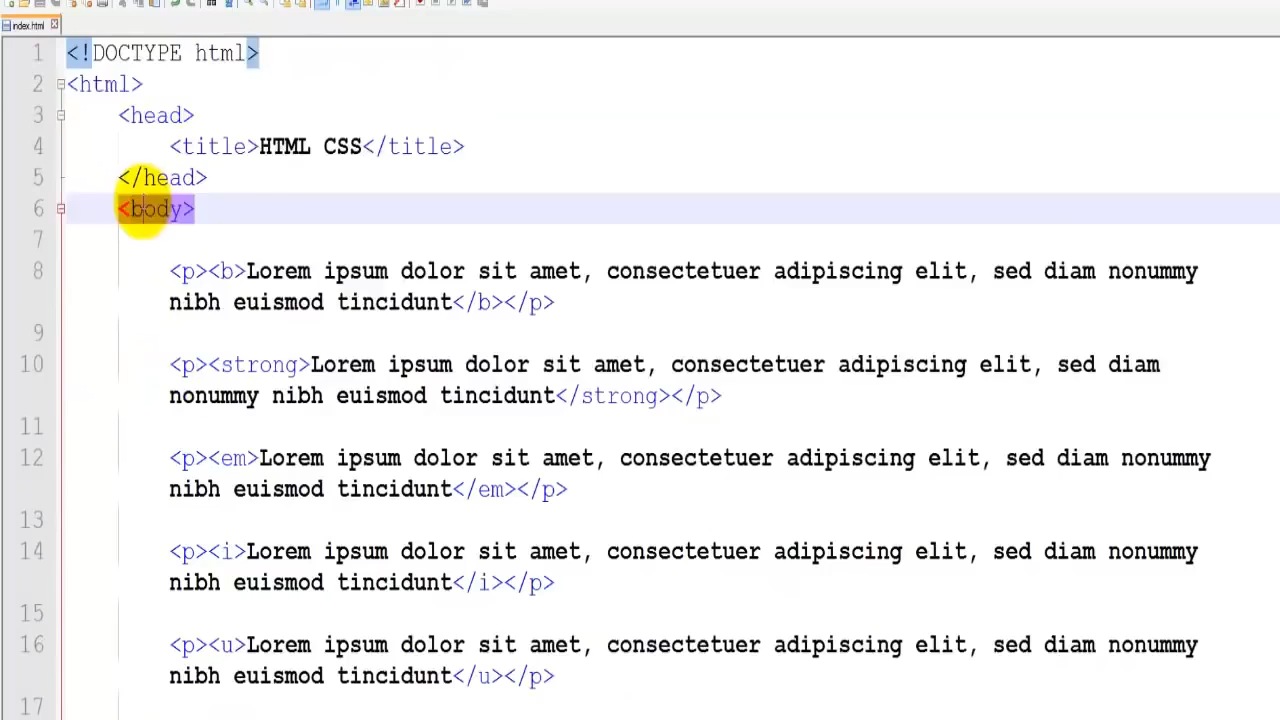 index.html
1 <!DOCTYPE html>
2 <html>
3 <head>
4 <title>HTML CSS</title>
5 </head>
6 <body>
7
8 <p><b>Lorem ipsum dolor sit amet, consectetuer adipiscing elit, sed diam nonummy
nibh euismod tincidunt</b></p>
9
10 <p><strong>Lorem ipsum dolor sit amet, consectetuer adipiscing elit, sed diam
nonummy nibh euismod tincidunt</strong></p>
11
12 <p><em>Lorem ipsum dolor sit amet, consectetuer adipiscing elit, sed diam nonummy
nibh euismod tincidunt</em></p>
13
14 <p><i>Lorem ipsum dolor sit amet, consectetuer adipiscing elit, sed diam nonummy
nibh euismod tincidunt</i></p>
15
16 <p><u>Lorem ipsum dolor sit amet, consectetuer adipiscing elit, sed diam nonummy
nibh euismod tincidunt</u></p>
17